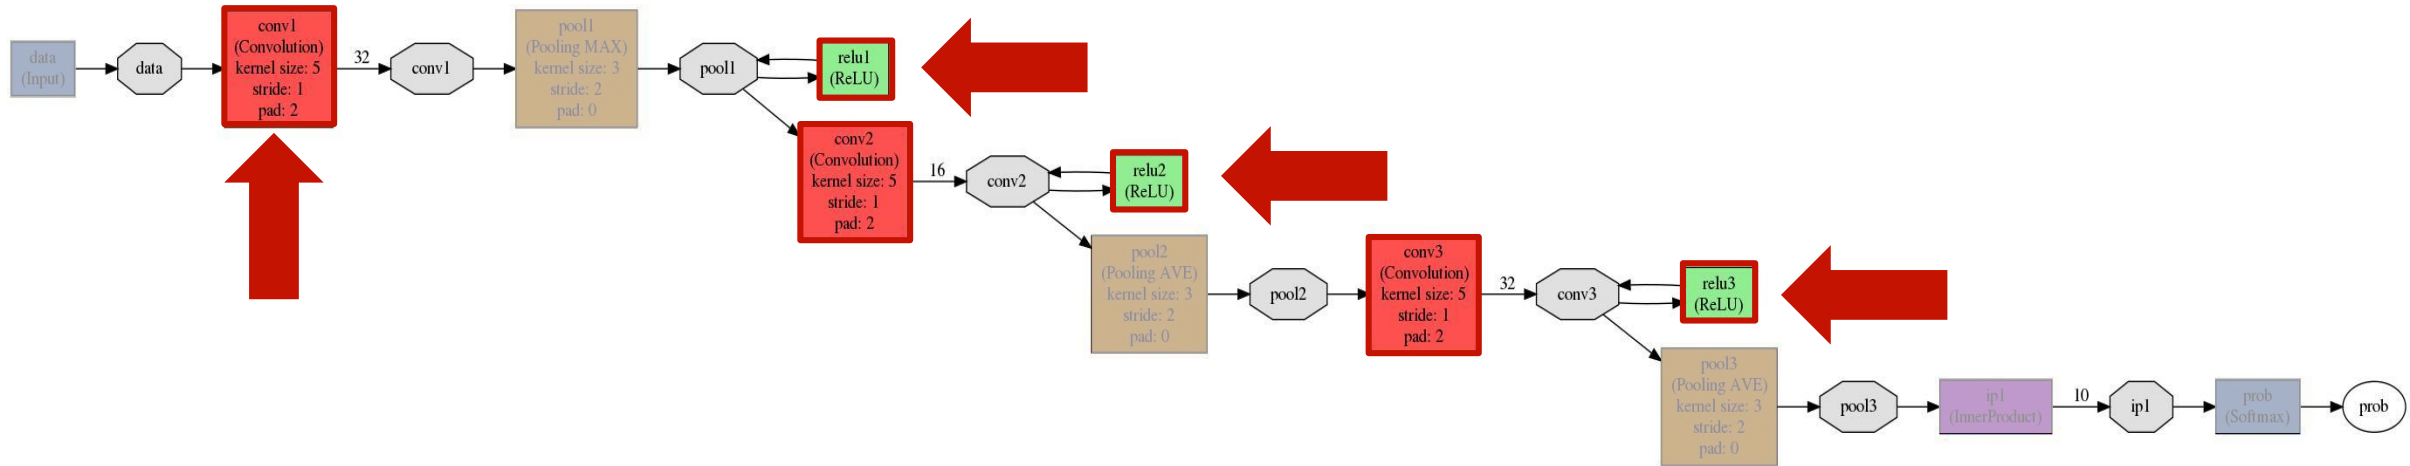 data
(Input)
data
conv1
(Convolution)
kernel size: 5
stride: 1
pad: 2
32
conv1
pool1
(Pooling MAX)
kernel size: 3
stride: 2
pad: 0
pool1
relu1
(ReLU)
conv2
(Convolution)
kernel size: 5
stride: 1
pad: 2
16
conv2
relu2
(ReLU)
pool2
(Pooling AVE)
kernel size: 3
stride: 2
pad: 0
pool2
conv3
(Convolution)
kernel size: 5
stride: 1
pad: 2
32
conv3
relu3
(ReLU)
pool3
(Pooling AVE)
kernel size: 3
stride: 2
pad: 0
pool3
ip1
(InnerProduct)
10
ip1
prob
(Softmax)
prob